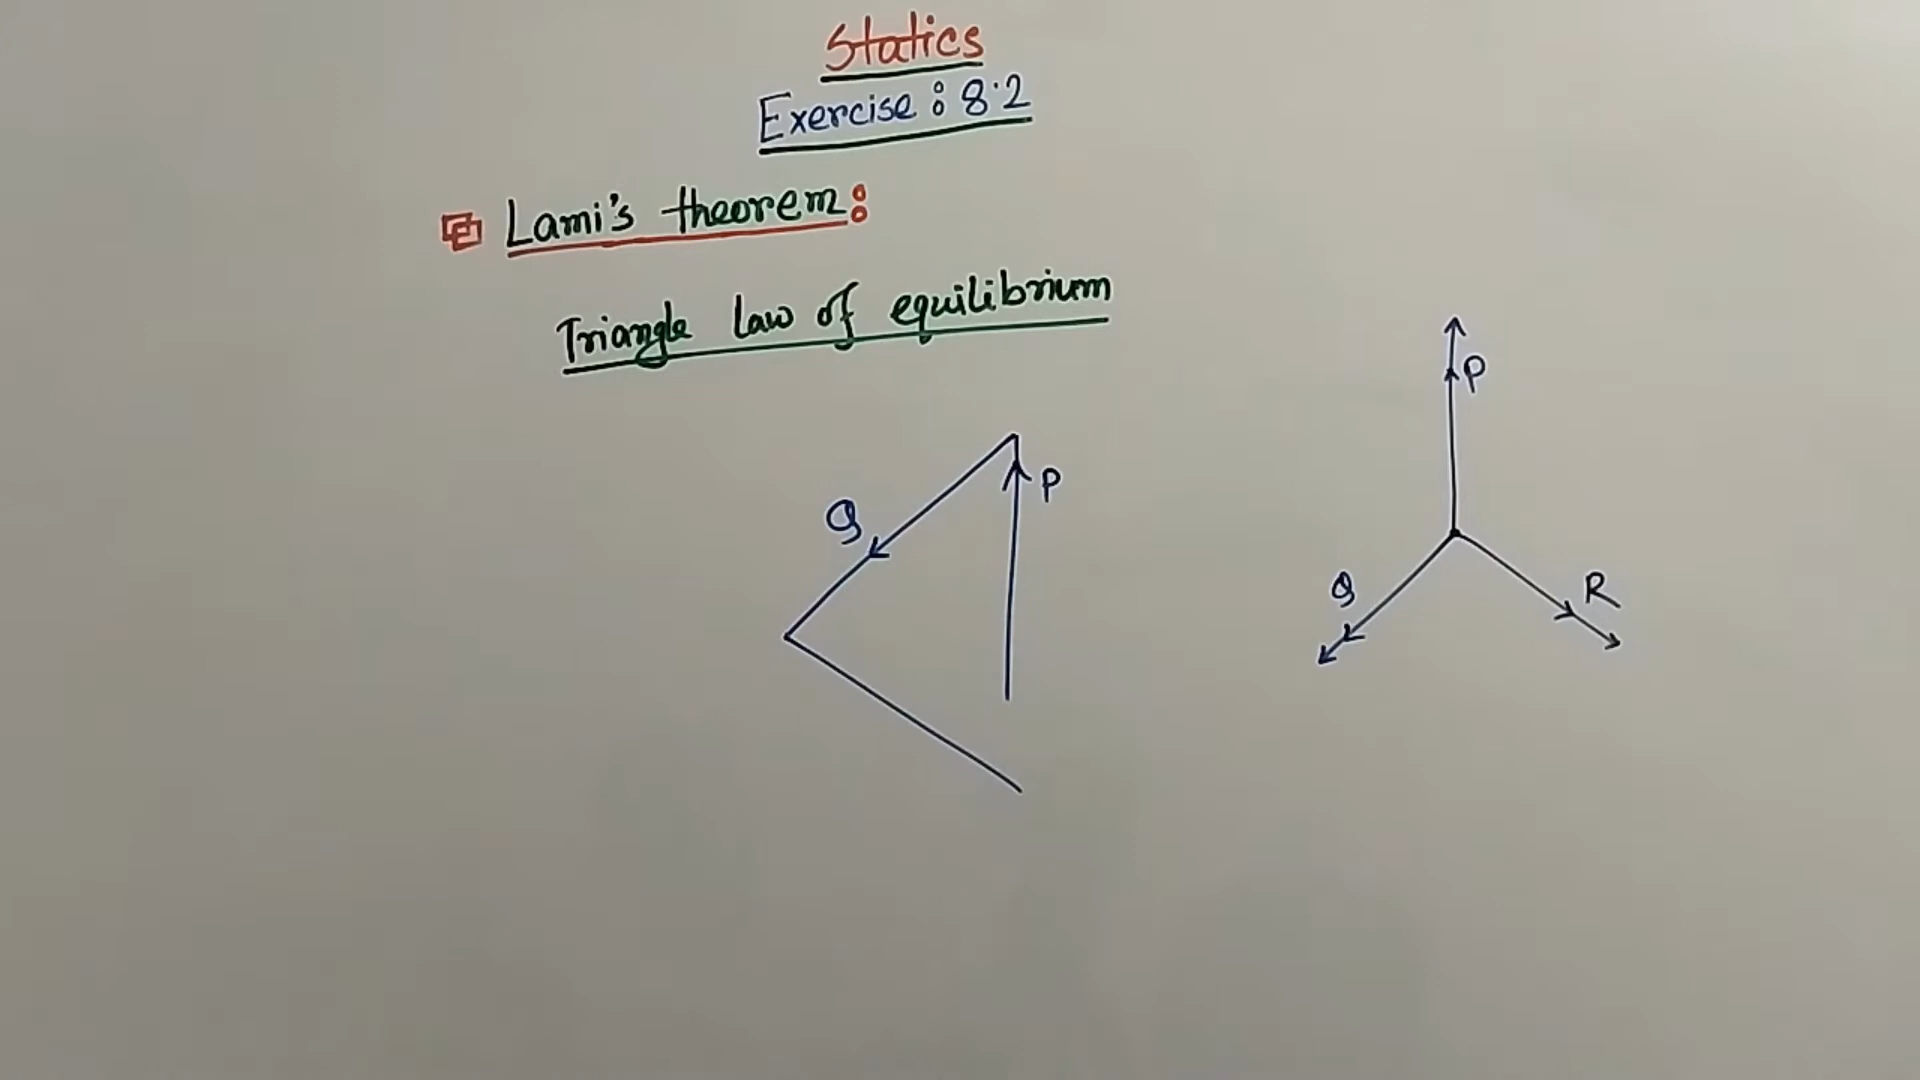 Statics
Exercise : 8.2
Lami's theorem:
Triangle law of equilibrium
P
P
Q
Q
R